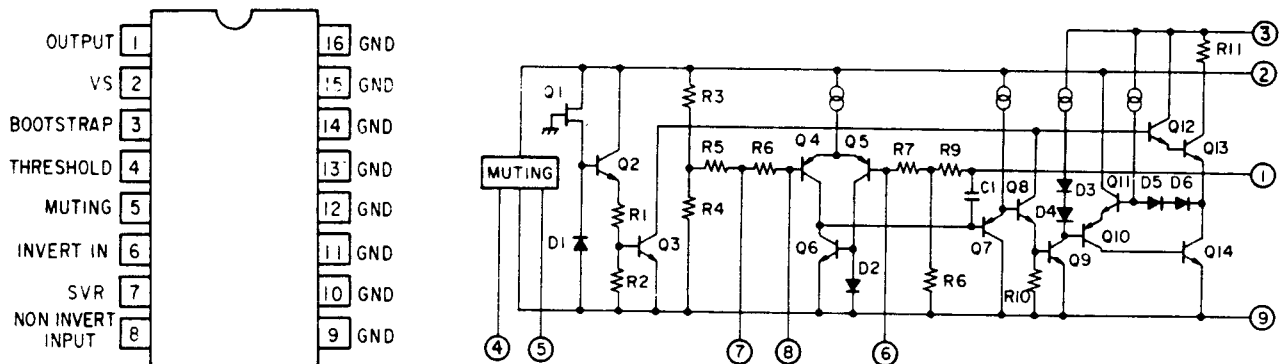 OUTPUT 1 16 GND
VS 2 15 GND
BOOTSTRAP 3 14 GND
THRESHOLD 4 13 GND
MUTING 5 12 GND
INVERT IN 6 11 GND
SVR 7 10 GND
NON INVERT
INPUT 8 9 GND
3
R11
2
Q1
R3
Q12
Q13
Q4 Q5
Q2
R5 R6 R7 R9
1
MUTING
C1
Q8
D3
Q11
D5 D6
D4
R1
R4
D1
Q3
Q6
Q7
Q10
Q14
Q9
D2
R2
R6
R10
9
4 5 7 8 6